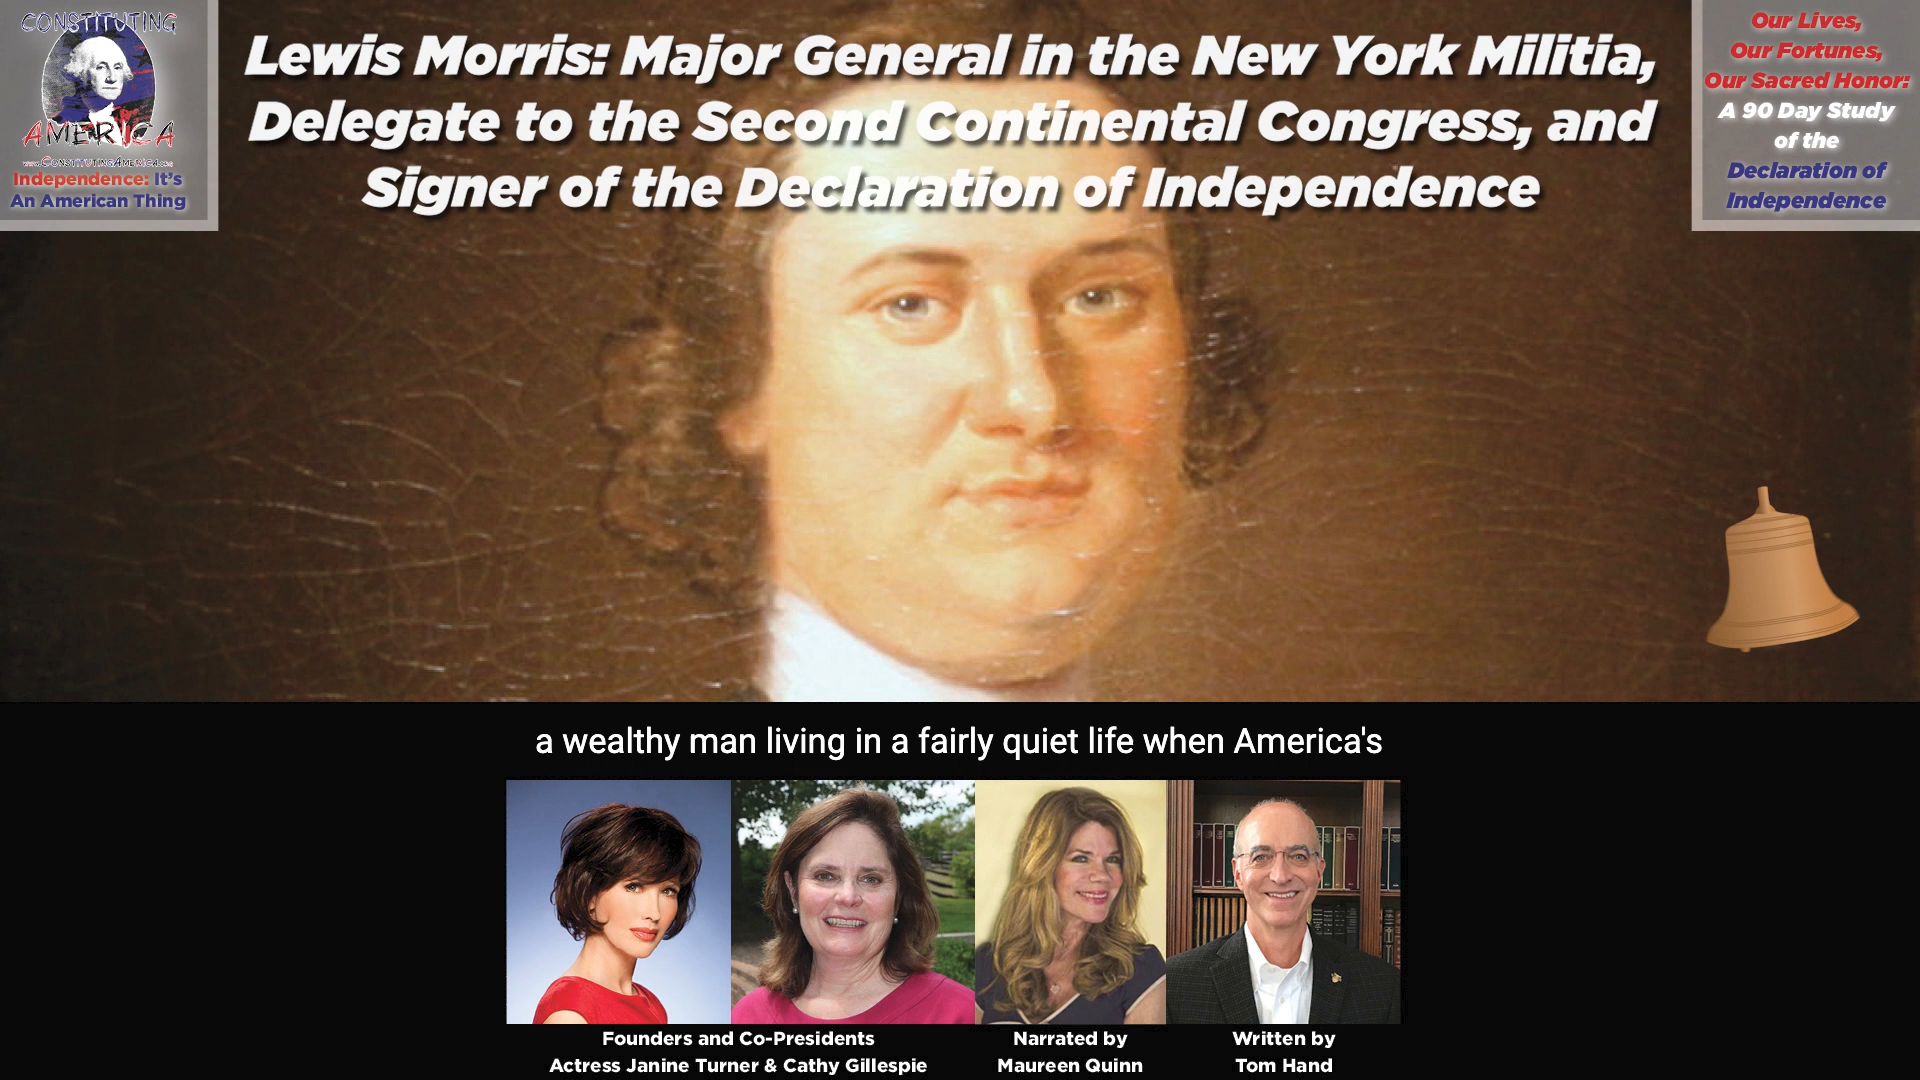 CONSTITUTING
AMERICA
www.ConstitutingAmerica.org
Independence: It's
An American Thing
Lewis Morris: Major General in the New York Militia,
Delegate to the Second Continental Congress, and
Signer of the Declaration of Independence
Our Lives,
Our Fortunes,
Our Sacred Honor:
A 90 Day Study
of the
Declaration of
Independence
a wealthy man living in a fairly quiet life when America's
Founders and Co-Presidents
Actress Janine Turner & Cathy Gillespie
Narrated by
Maureen Quinn
Written by
Tom Hand